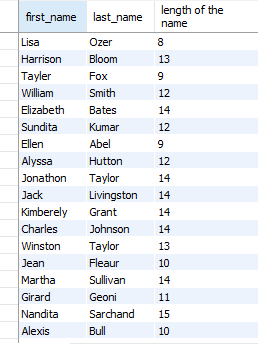 first_name last_name length of the name
Lisa Ozer 8
Harrison Bloom 13
Tayler Fox 9
William Smith 12
Elizabeth Bates 14
Sundita Kumar 12
Ellen Abel 9
Alyssa Hutton 12
Jonathon Taylor 14
Jack Livingston 14
Kimberely Grant 14
Charles Johnson 14
Winston Taylor 13
Jean Fleaur 10
Martha Sullivan 14
Girard Geoni 11
Nandita Sarchand 15
Alexis Bull 10